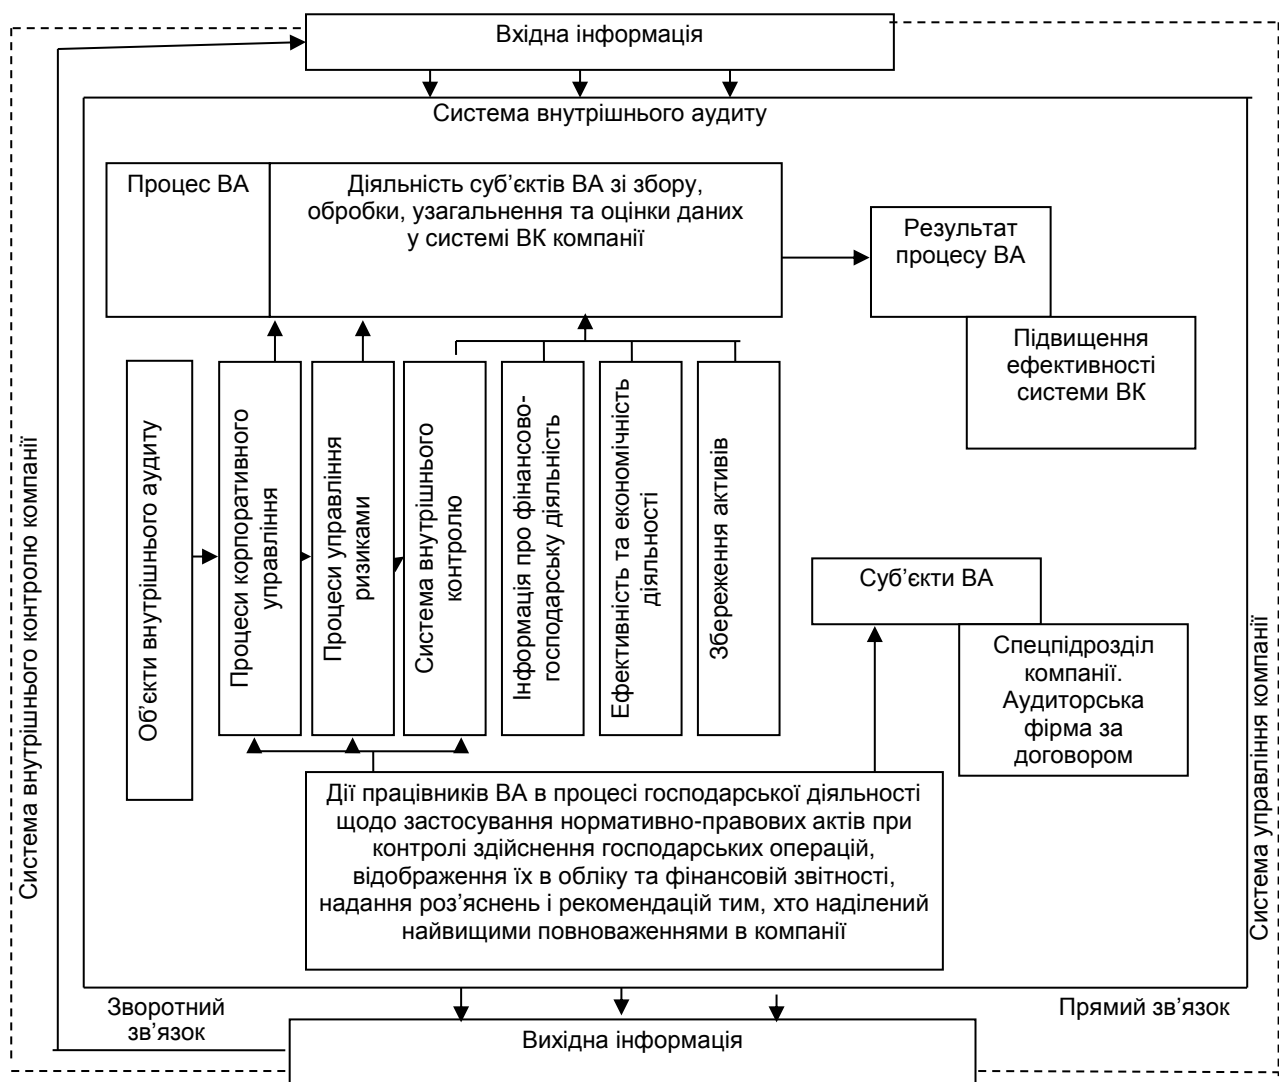 Вхідна інформація
Система внутрішнього аудиту
Процес ВА
Діяльність суб’єктів ВА зі збору,
обробки, узагальнення та оцінки даних
у системі ВК компанії
Результат
процесу ВА
Підвищення
ефективності
системи ВК
Система внутрішнього контролю компанії
Об’єкти внутрішнього аудиту
Процеси корпоративного
управління
Процеси управління
ризиками
Система внутрішнього
контролю
Інформація про фінансово-
господарську діяльність
Ефективність та економічність
діяльності
Збереження активів
Суб’єкти ВА
Спецпідрозділ
компанії.
Аудиторська
фірма за
договором
Система управління компанії
Дії працівників ВА в процесі господарської діяльності
щодо застосування нормативно-правових актів при
контролі здійснення господарських операцій,
відображення їх в обліку та фінансовій звітності,
надання роз’яснень і рекомендацій тим, хто наділений
найвищими повноваженнями в компанії
Зворотний
зв’язок
Прямий зв’язок
Вихідна інформація